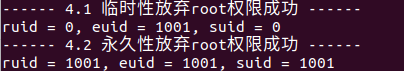 ------ 4.1 临时性放弃root权限成功 ------
ruid = 0, euid = 1001, suid = 0
------ 4.2 永久性放弃root权限成功 ------
ruid = 1001, euid = 1001, suid = 1001